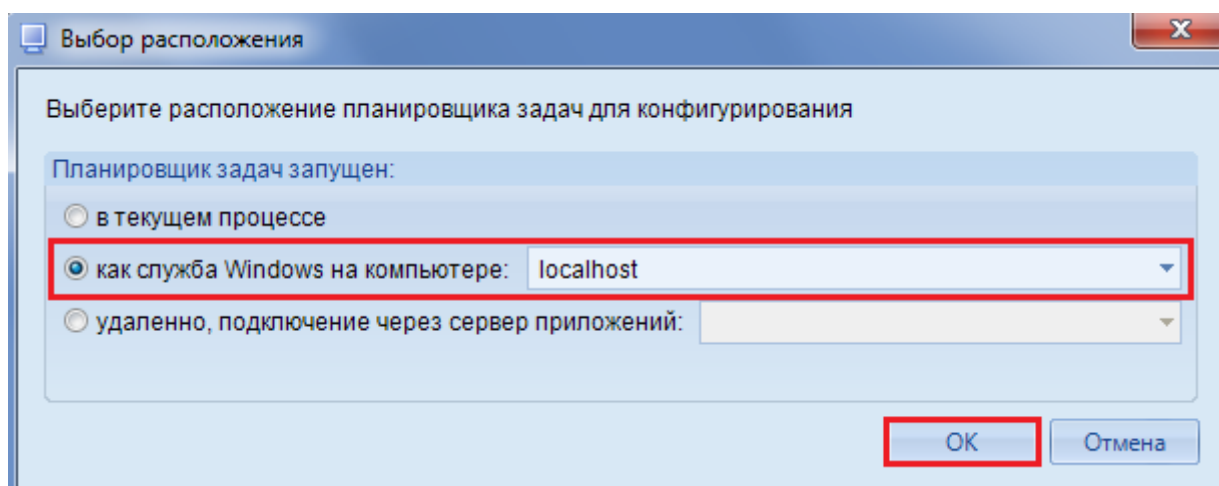 Выбор расположения
Выберите расположение планировщика задач для конфигурирования
Планировщик задач запущен:
в текущем процессе
как служба Windows на компьютере: localhost
удаленно, подключение через сервер приложений:
ОК Отмена